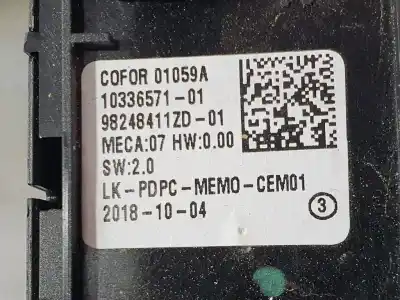 COFOR 01059A
10336571-01
98248411ZD-01
MECA:07 HW:0.00
SW:2.0
LK-PDPC-MEMO-CEM01
2018-10-04
3